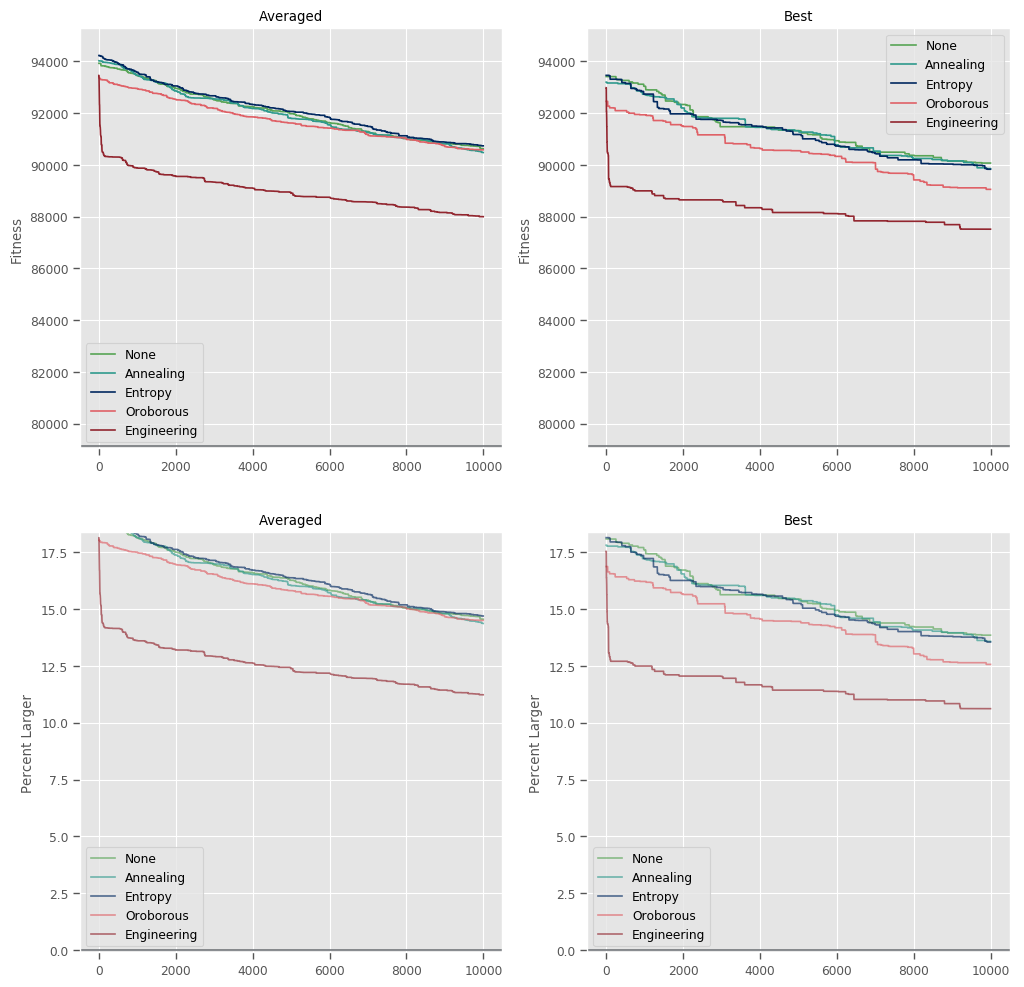 Averaged
Fitness
94000
92000
90000
88000
86000
84000
82000
80000
None
Annealing
Entropy
Oroborous
Engineering
0 2000 4000 6000 8000 10000
Best
Fitness
94000
92000
90000
88000
86000
84000
82000
80000
None
Annealing
Entropy
Oroborous
Engineering
0 2000 4000 6000 8000 10000
Averaged
Percent Larger
17.5
15.0
12.5
10.0
7.5
5.0
2.5
0.0
None
Annealing
Entropy
Oroborous
Engineering
0 2000 4000 6000 8000 10000
Best
Percent Larger
17.5
15.0
12.5
10.0
7.5
5.0
2.5
0.0
None
Annealing
Entropy
Oroborous
Engineering
0 2000 4000 6000 8000 10000